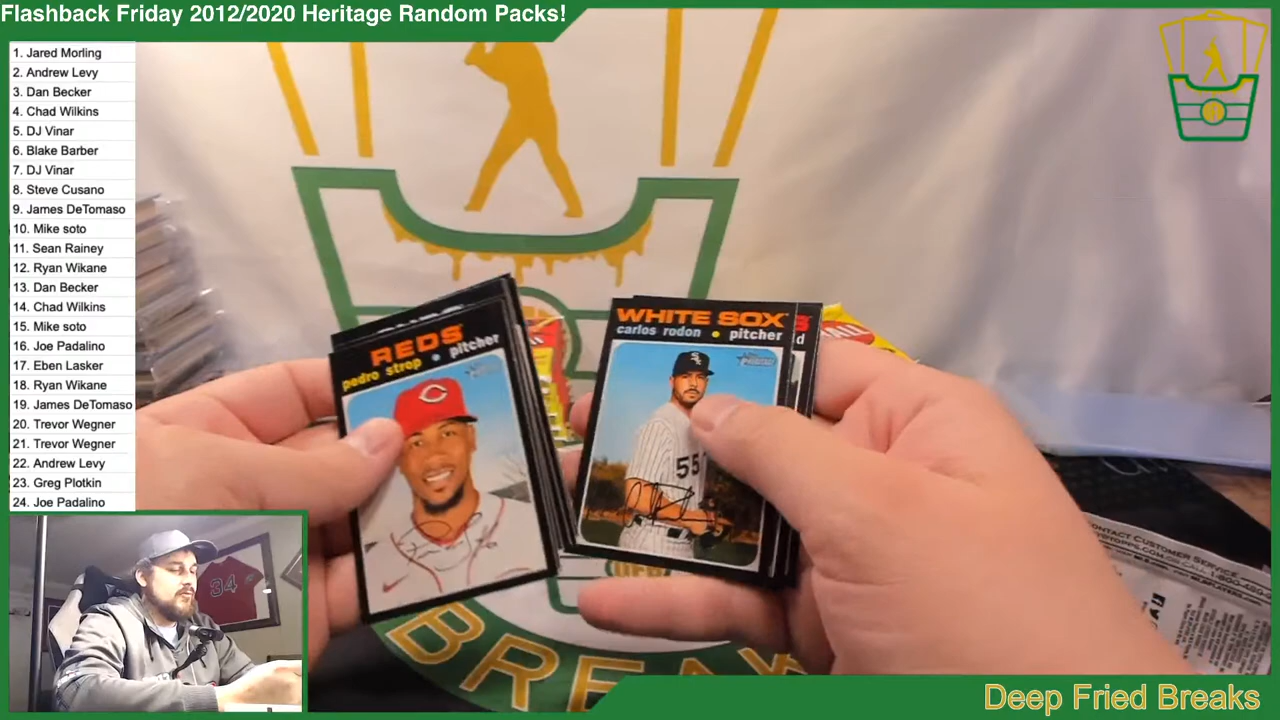 Flashback Friday 2012/2020 Heritage Random Packs!
1. Jared Morling
2. Andrew Levy
3. Dan Becker
4. Chad Wilkins
5. DJ Vinar
6. Blake Barber
7. DJ Vinar
8. Steve Cusano
9. James DeTomaso
10. Mike soto
11. Sean Rainey
12. Ryan Wikane
13. Dan Becker
14. Chad Wilkins
15. Mike soto
16. Joe Padalino
17. Eben Lasker
18. Ryan Wikane
19. James DeTomaso
20. Trevor Wegner
21. Trevor Wegner
22. Andrew Levy
23. Greg Plotkin
24. Joe Padalino
REDS
pedro strop • pitcher
WHITE SOX
carlos rodon • pitcher
55
34
BREAK
CONTACT CUSTOMER SERVICE
Deep Fried Breaks